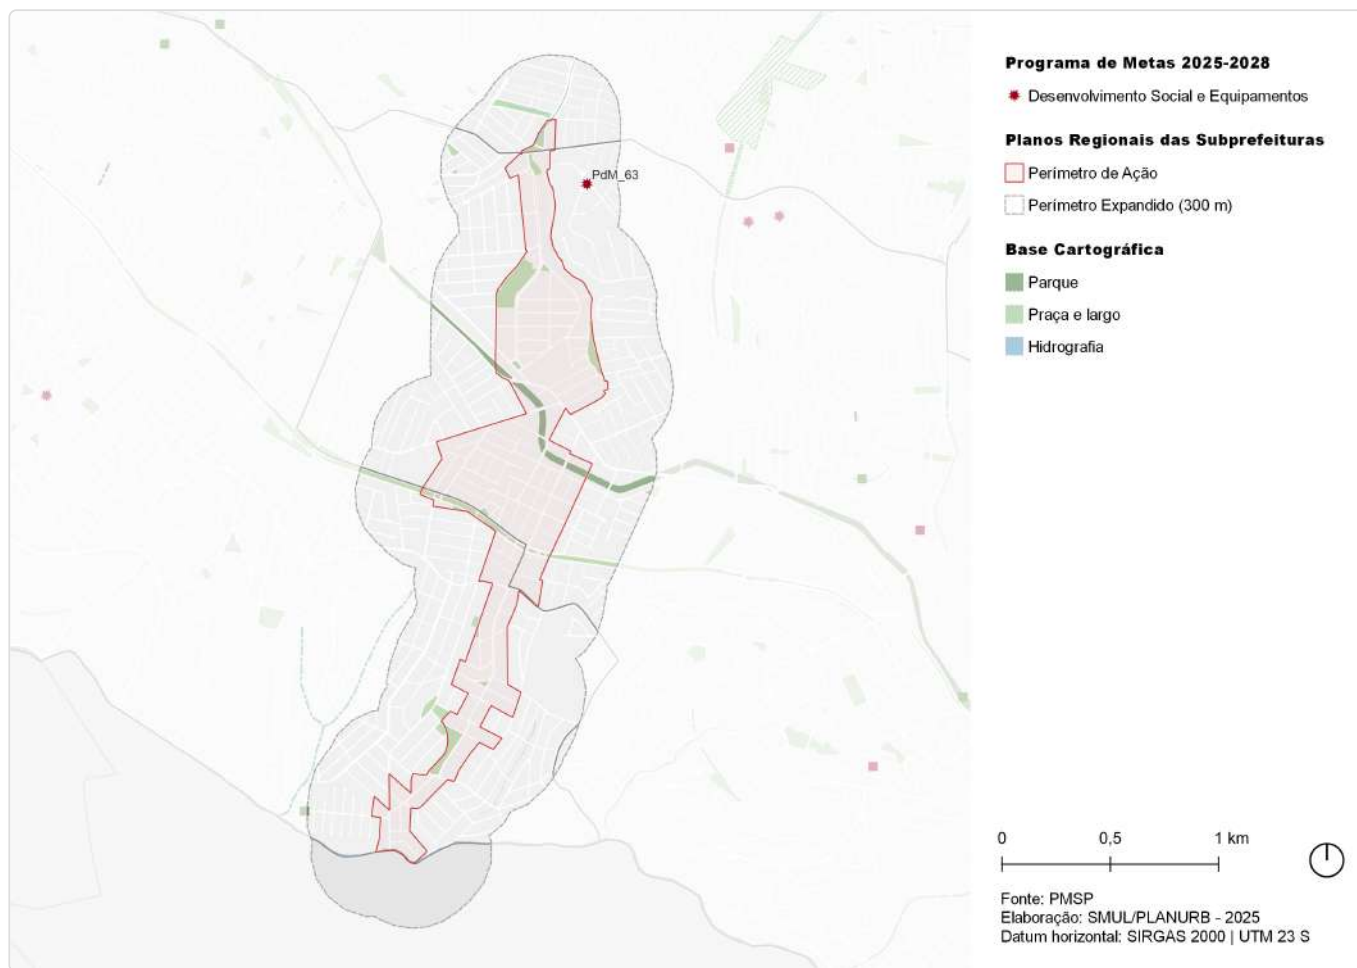 PdM_63
Programa de Metas 2025-2028
Desenvolvimento Social e Equipamentos
Planos Regionais das Subprefeituras
Perímetro de Ação
Perímetro Expandido (300 m)
Base Cartográfica
Parque
Praça e largo
Hidrografia
0 0,5 1 km
Fonte: PMSP
Elaboração: SMUL/PLANURB - 2025
Datum horizontal: SIRGAS 2000 | UTM 23 S